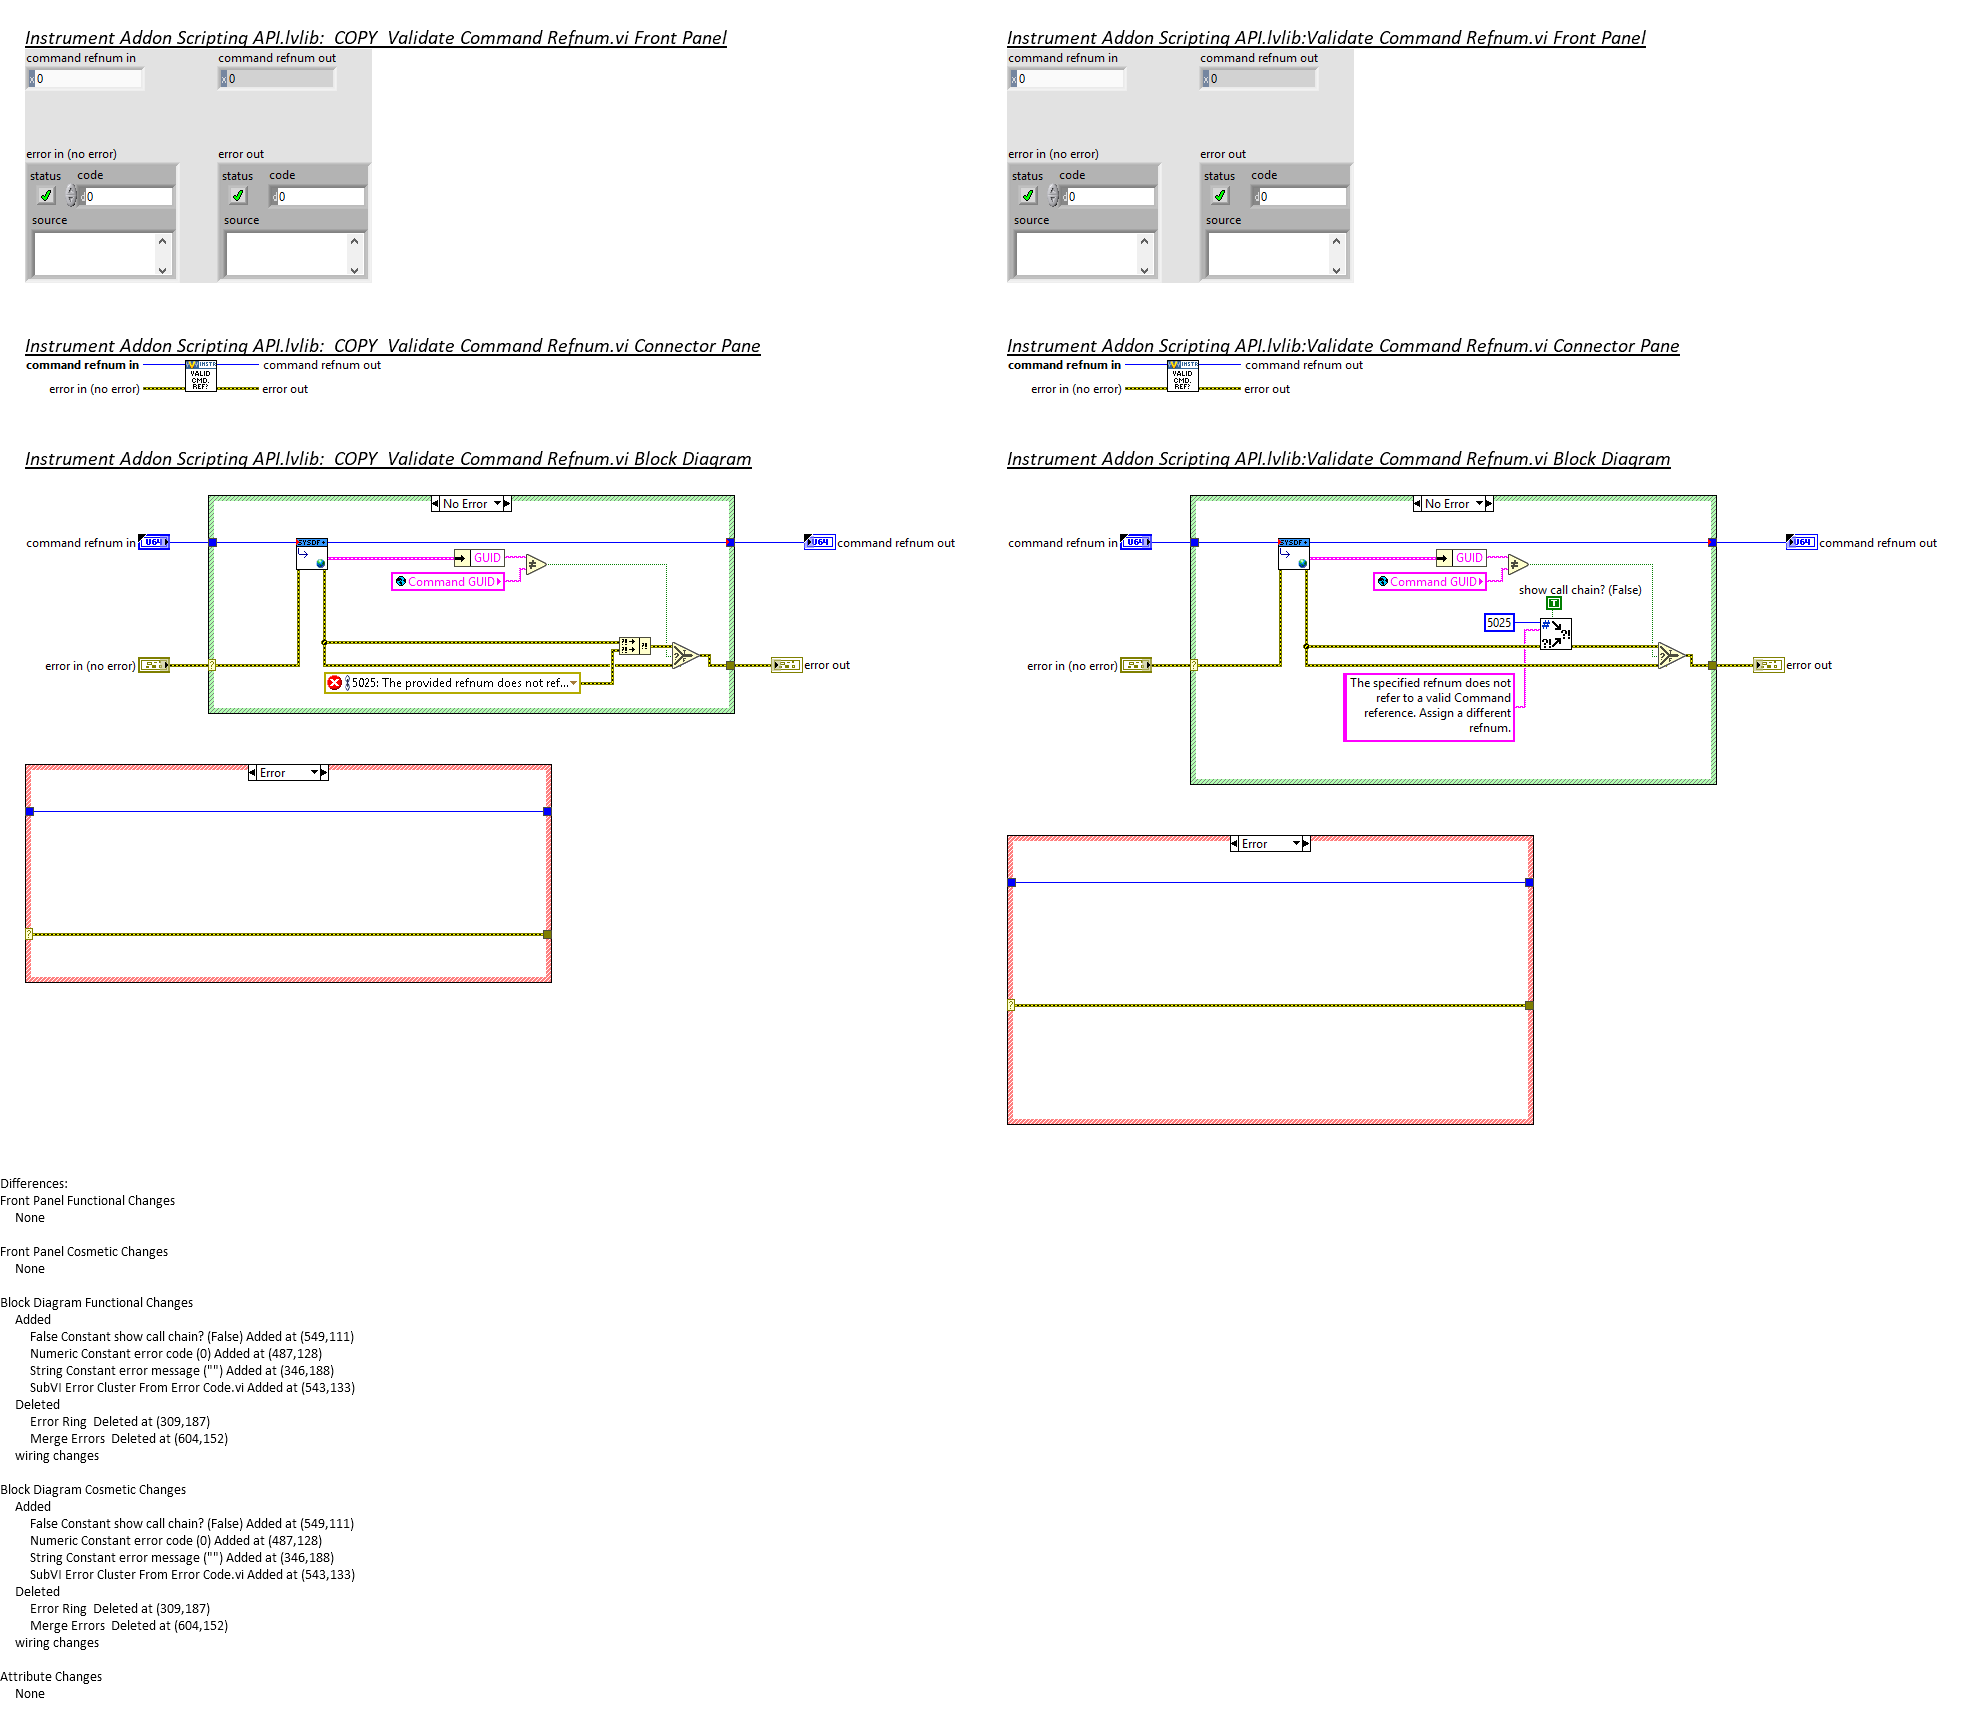 Instrument Addon Scripting API.lvlib:_COPY_Validate Command Refnum.vi Front Panel
command refnum in
command refnum out
x 0
x 0
error in (no error)
error out
status
code
status
code
d 0
d 0
source
source
Instrument Addon Scripting API.lvlib:Validate Command Refnum.vi Front Panel
command refnum in
command refnum out
x 0
x 0
error in (no error)
error out
status
code
status
code
d 0
d 0
source
source
Instrument Addon Scripting API.lvlib:_COPY_Validate Command Refnum.vi Connector Pane
command refnum in
command refnum out
INSTR
VALID
CMD.
REF?
error in (no error)
error out
Instrument Addon Scripting API.lvlib:Validate Command Refnum.vi Connector Pane
command refnum in
command refnum out
INSTR
VALID
CMD.
REF?
error in (no error)
error out
Instrument Addon Scripting API.lvlib:_COPY_Validate Command Refnum.vi Block Diagram
No Error
command refnum in
U64
SYSDF
U64
command refnum out
GUID
Command GUID
error in (no error)
error out
5025: The provided refnum does not ref...
Error
Instrument Addon Scripting API.lvlib:Validate Command Refnum.vi Block Diagram
No Error
command refnum in
U64
SYSDF
U64
command refnum out
GUID
Command GUID
show call chain? (False)
T
5025
error in (no error)
error out
The specified refnum does not
refer to a valid Command
reference. Assign a different
refnum.
Error
Differences:
Front Panel Functional Changes
None
Front Panel Cosmetic Changes
None
Block Diagram Functional Changes
Added
False Constant show call chain? (False) Added at (549,111)
Numeric Constant error code (0) Added at (487,128)
String Constant error message ("") Added at (346,188)
SubVI Error Cluster From Error Code.vi Added at (543,133)
Deleted
Error Ring  Deleted at (309,187)
Merge Errors  Deleted at (604,152)
wiring changes
Block Diagram Cosmetic Changes
Added
False Constant show call chain? (False) Added at (549,111)
Numeric Constant error code (0) Added at (487,128)
String Constant error message ("") Added at (346,188)
SubVI Error Cluster From Error Code.vi Added at (543,133)
Deleted
Error Ring  Deleted at (309,187)
Merge Errors  Deleted at (604,152)
wiring changes
Attribute Changes
None